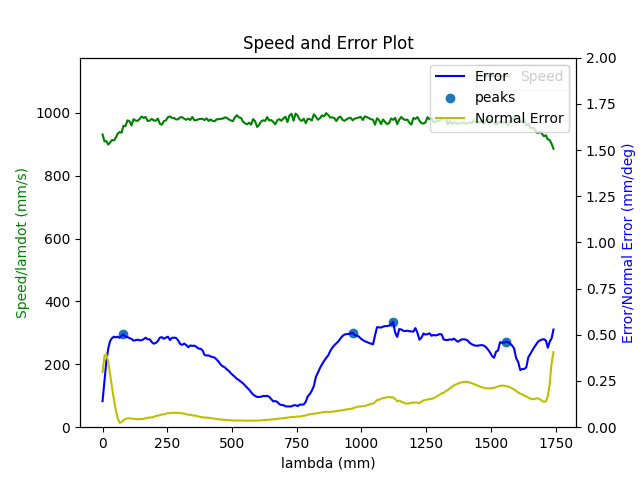 Speed and Error Plot
Error
Speed
peaks
Normal Error
Speed/lamdot (mm/s)
1000
800
600
400
200
0
2.00
1.75
1.50
1.25
1.00
0.75
0.50
0.25
0.00
Error/Normal Error (mm/deg)
0
250
500
750
1000
1250
1500
1750
lambda (mm)